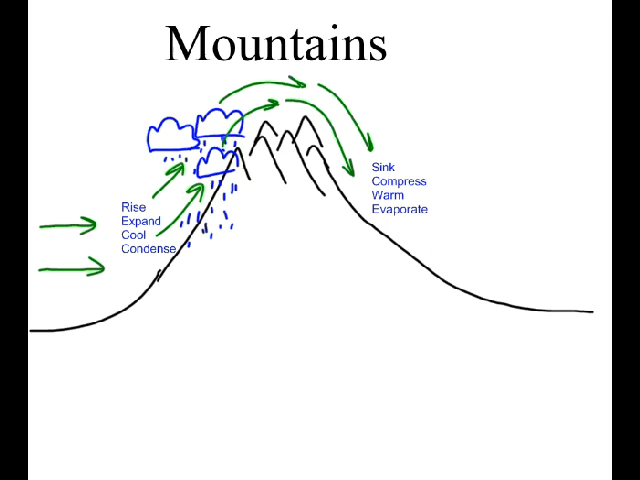 Mountains
Rise
Expand
Cool
Condense
Sink
Compress
Warm
Evaporate